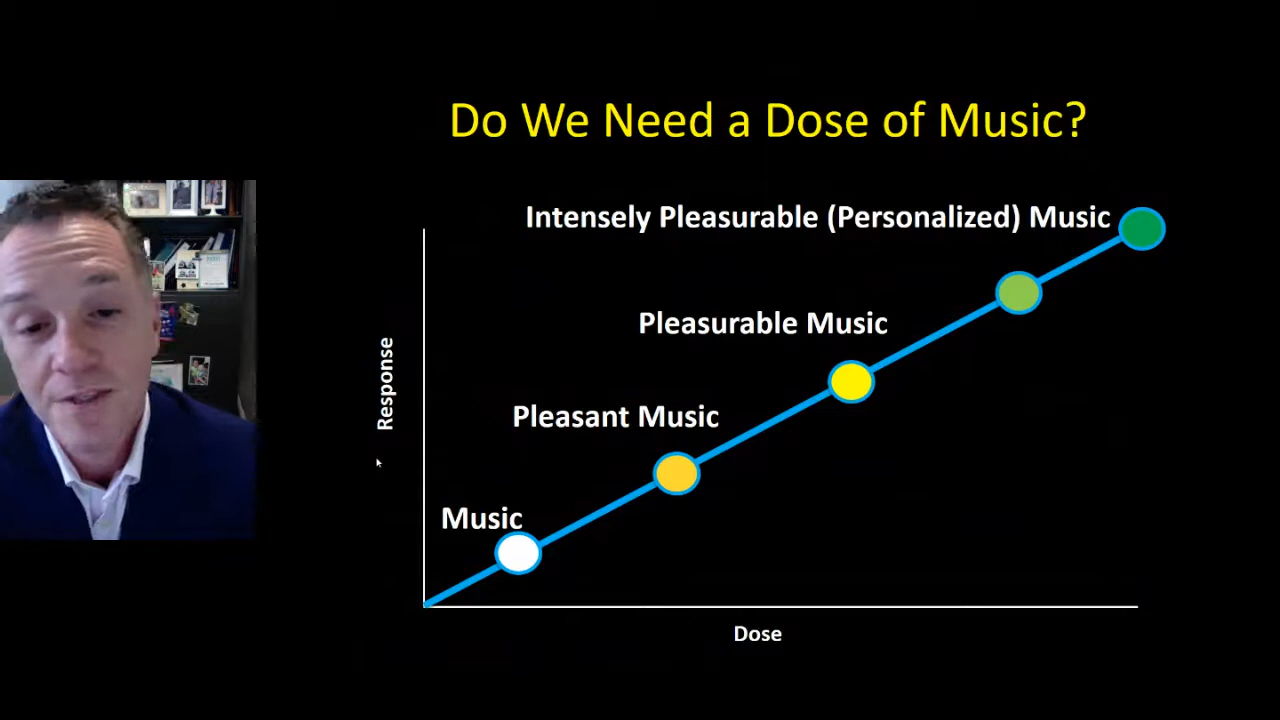 Do We Need a Dose of Music?
Intensely Pleasurable (Personalized) Music
Pleasurable Music
Response
Pleasant Music
Music
Dose